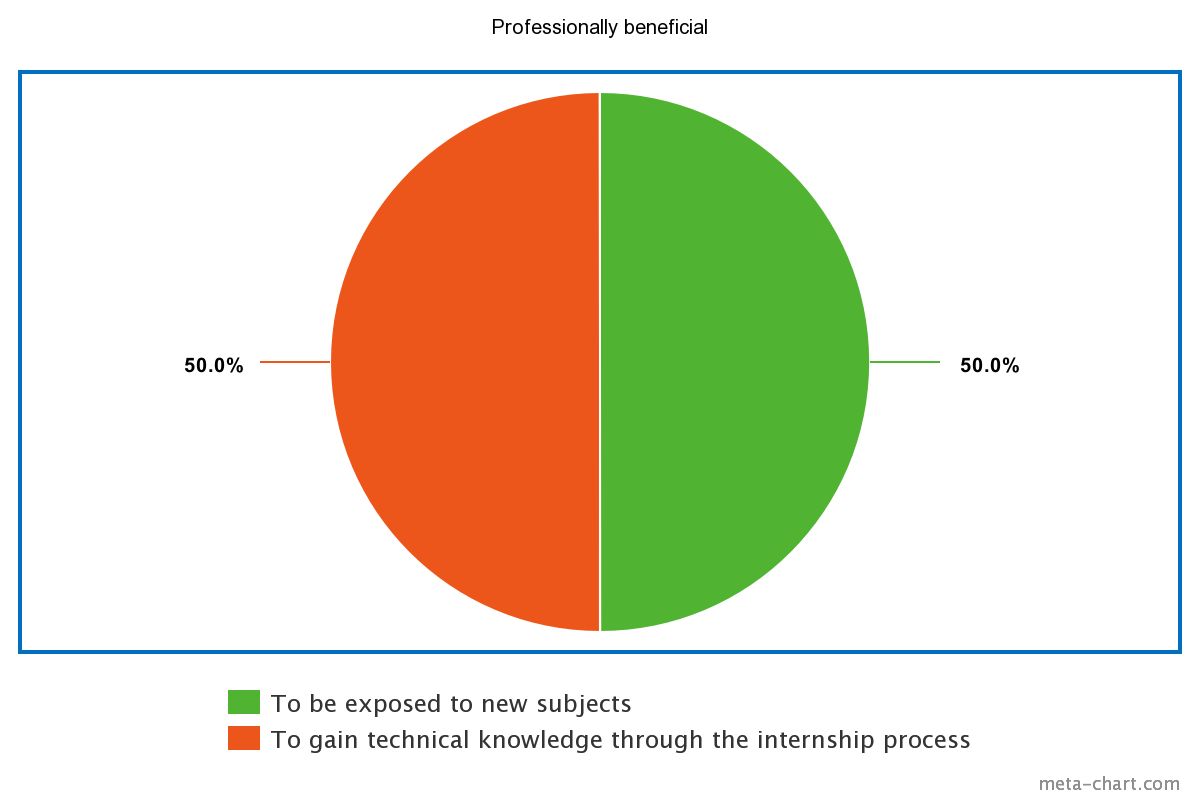 Professionally beneficial
50.0%
50.0%
To be exposed to new subjects
To gain technical knowledge through the internship process
meta-chart.com